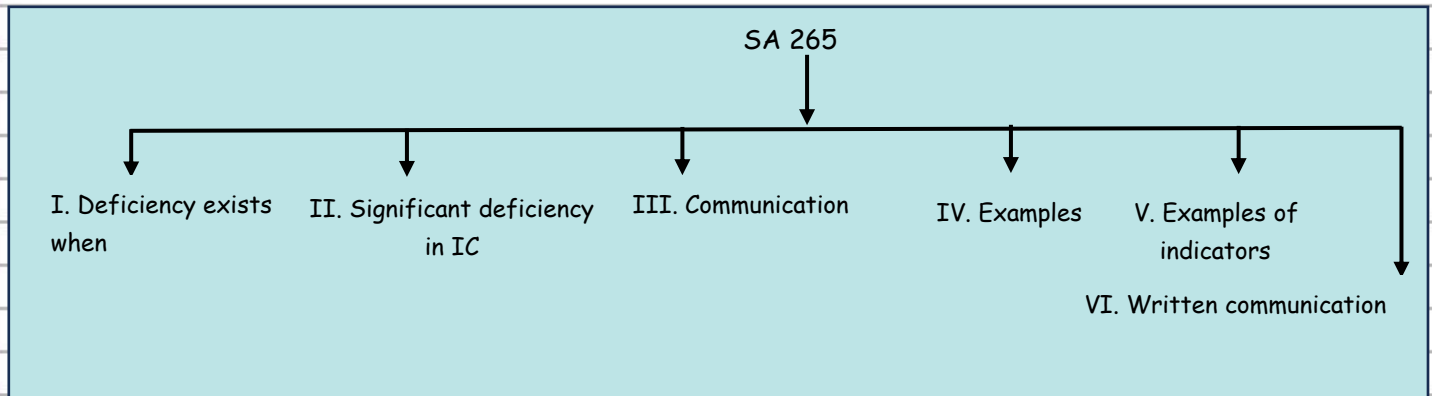 SA 265
I. Deficiency exists
when
II. Significant deficiency
in IC
III. Communication
IV. Examples
V. Examples of
indicators
VI. Written communication